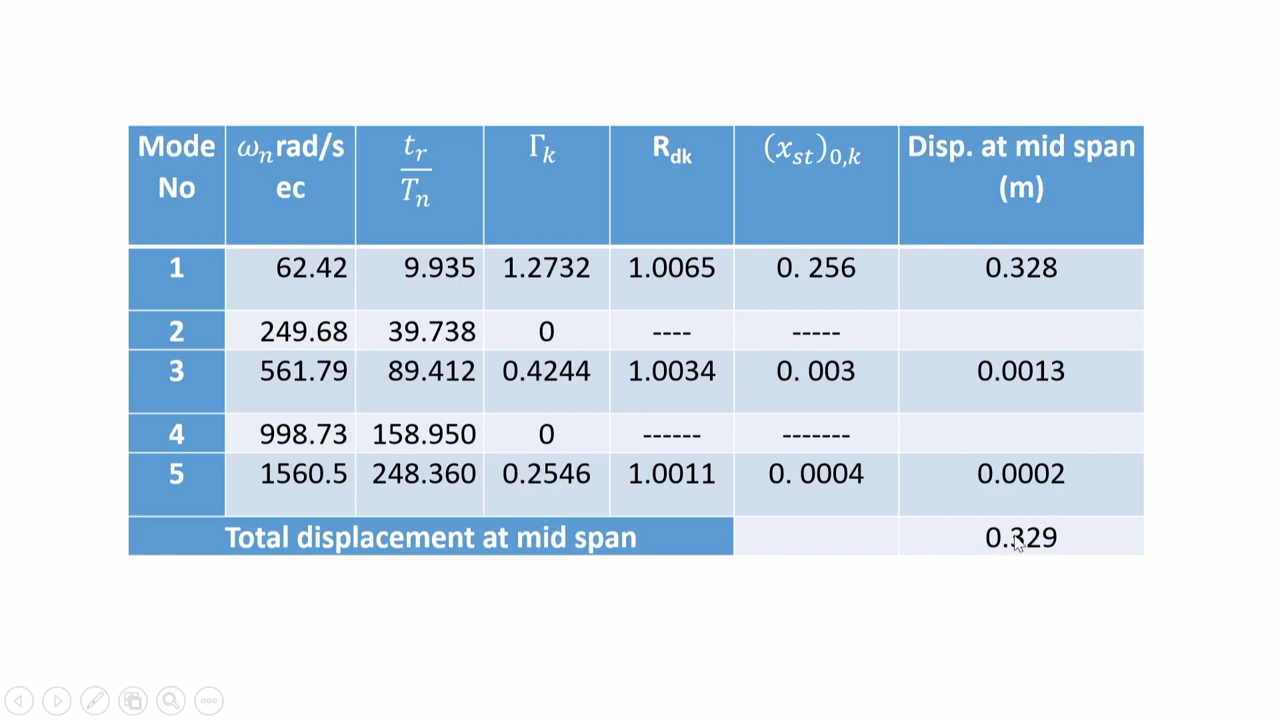 Mode No | ωₙ rad/sec | tᵣ/Tₙ | Γₖ | R_dk | (x_st)₀,ₖ | Disp. at mid span (m)
1 | 62.42 | 9.935 | 1.2732 | 1.0065 | 0. 256 | 0.328
2 | 249.68 | 39.738 | 0 | ---- | ----- |
3 | 561.79 | 89.412 | 0.4244 | 1.0034 | 0. 003 | 0.0013
4 | 998.73 | 158.950 | 0 | ------ | ------- |
5 | 1560.5 | 248.360 | 0.2546 | 1.0011 | 0. 0004 | 0.0002
Total displacement at mid span | | 0.329